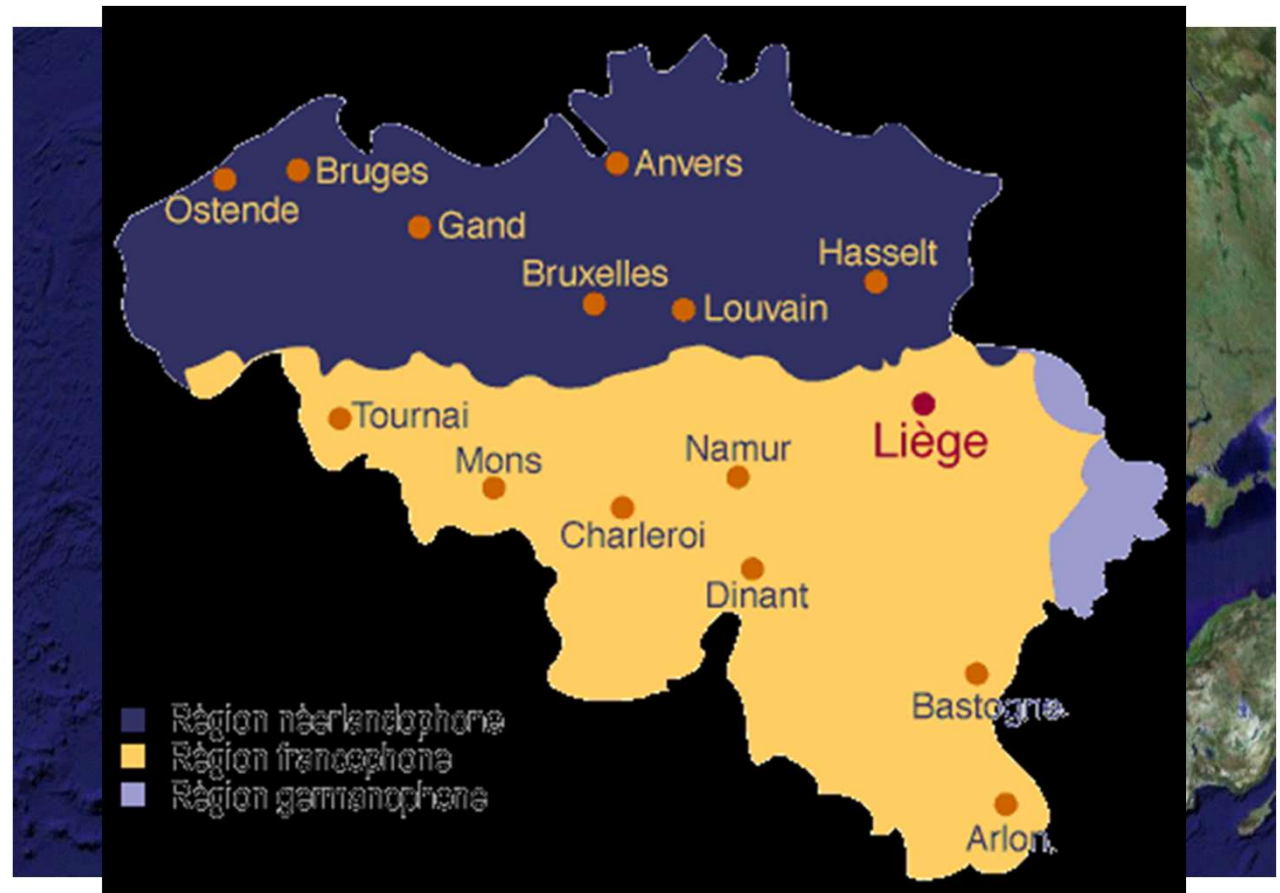 Bruges
Anvers
Ostende
Gand
Hasselt
Bruxelles
Louvain
Tournai
Liège
Namur
Mons
Charleroi
Dinant
Bastogne
Région néerlandophone
Région francophone
Région germanophone
Arlon